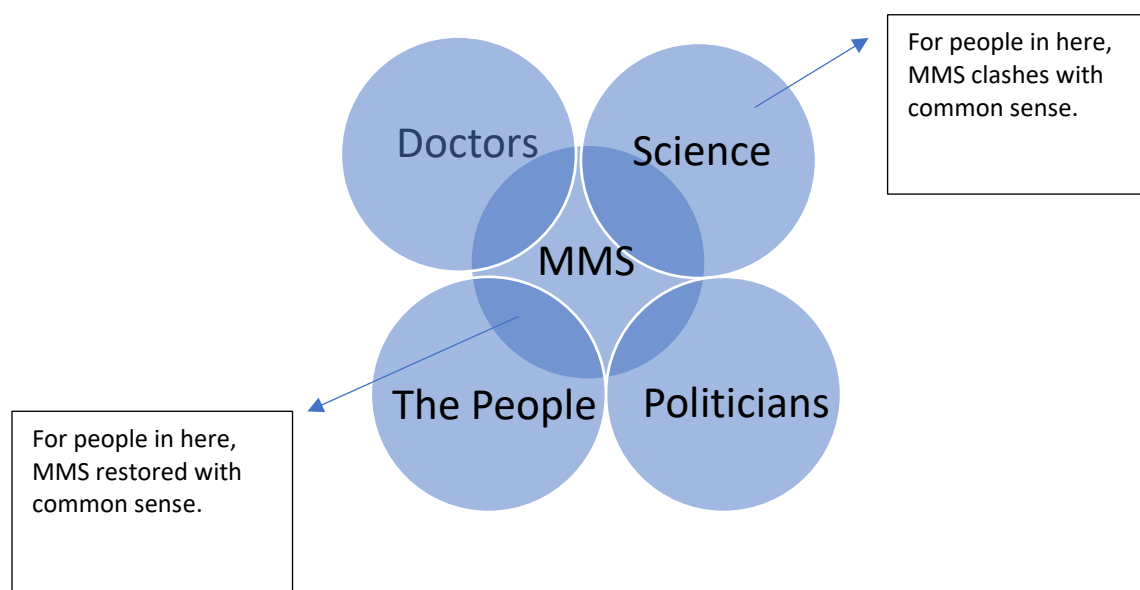 For people in here,
MMS clashes with
common sense.
Doctors
Science
MMS
The People
Politicians
For people in here,
MMS restored with
common sense.